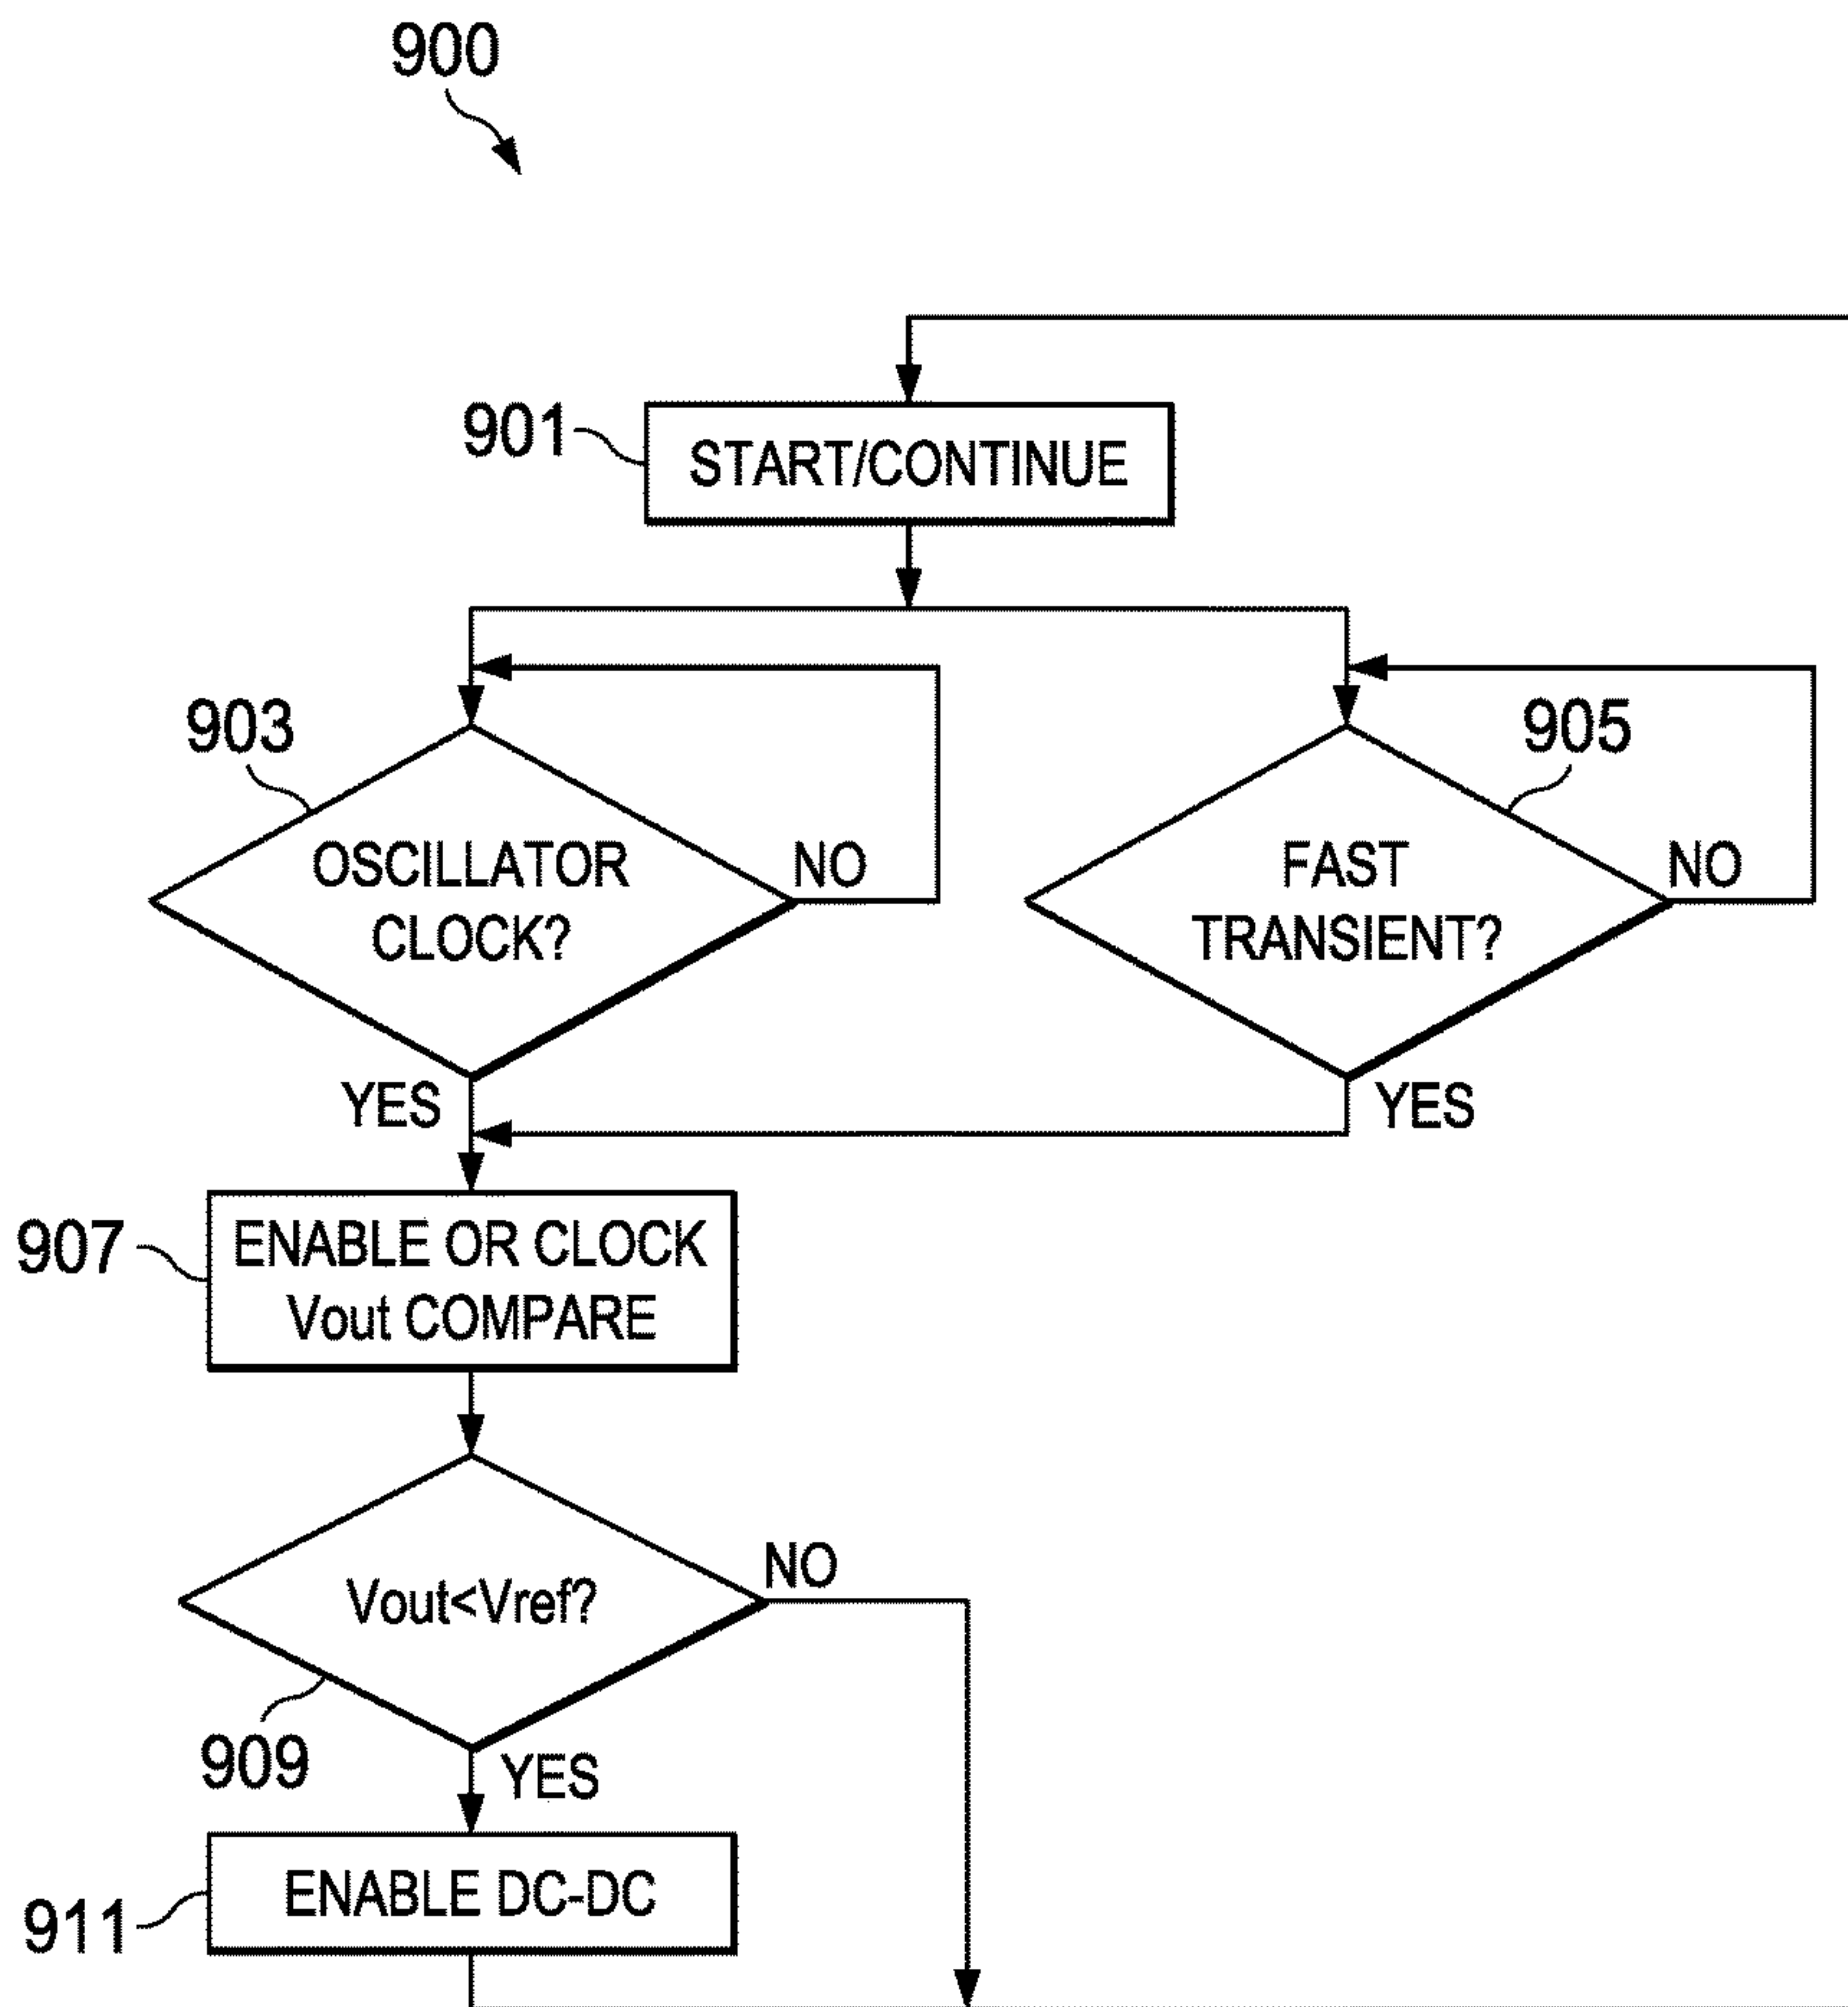 900
901
START/CONTINUE
903
905
OSCILLATOR
CLOCK?
NO
FAST
TRANSIENT?
NO
YES
YES
907
ENABLE OR CLOCK
Vout COMPARE
Vout<Vref?
NO
909
YES
911
ENABLE DC-DC